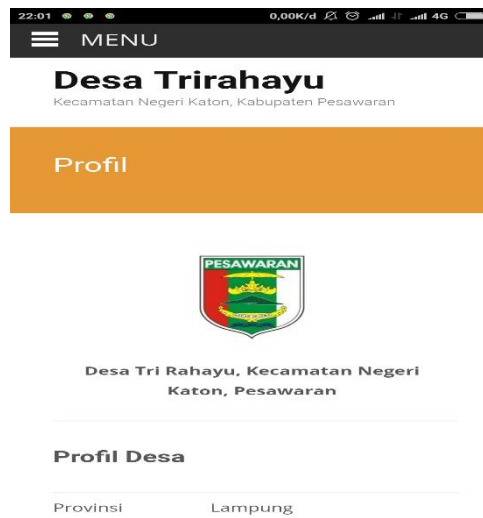 22:01 0,00K/d 4G
MENU
Desa Trirahayu
Kecamatan Negeri Katon, Kabupaten Pesawaran
Profil
PESAWARAN
Desa Tri Rahayu, Kecamatan Negeri
Katon, Pesawaran
Profil Desa
Provinsi Lampung